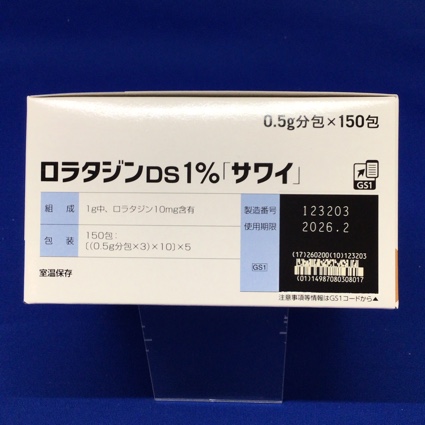 0.5g分包×150包
ロラタジンDS1%「サワイ」
GS1
組成 1g中、ロラタジン10mg含有
製造番号 123203
使用期限 2026.2
包装 150包:
((0.5g分包×3)×10)×5
GS1
(17)260200(10)123203
(01)14987080308017
室温保存
注意事項等情報はGS1コードから▲